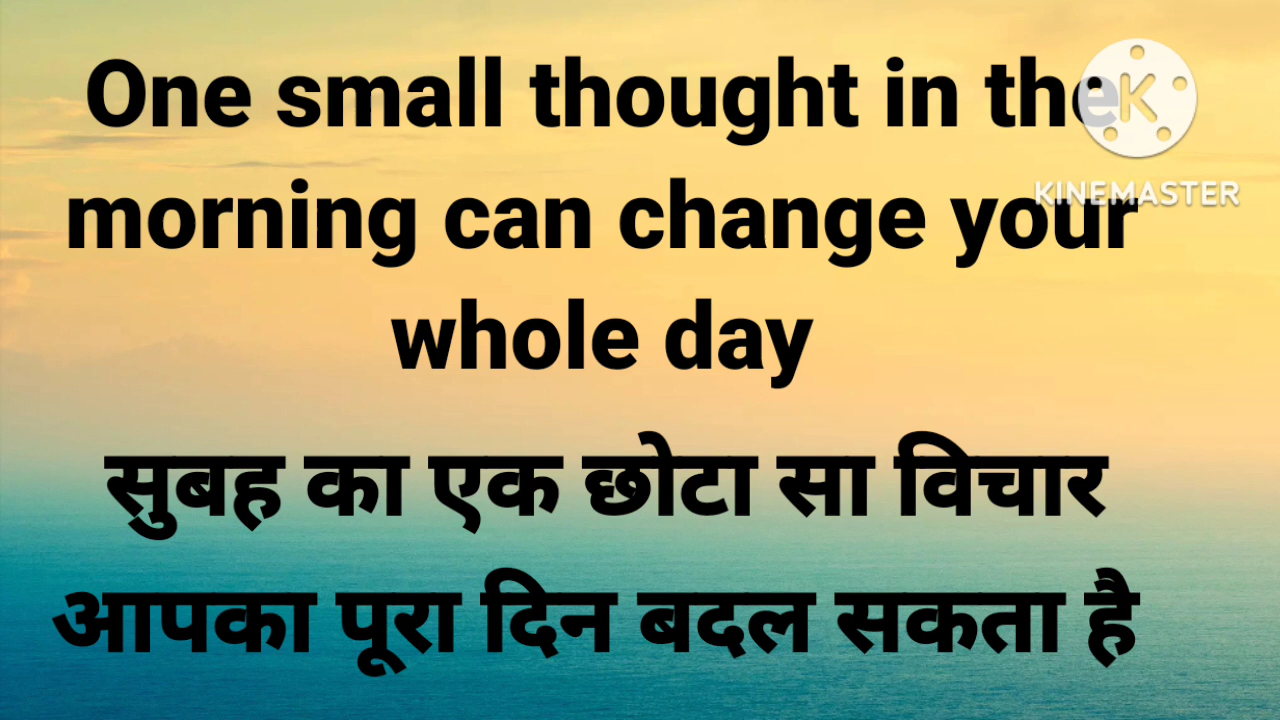 One small thought in the
morning can change your
whole day
सुबह का एक छोटा सा विचार
आपका पूरा दिन बदल सकता है
K
KINEMASTER